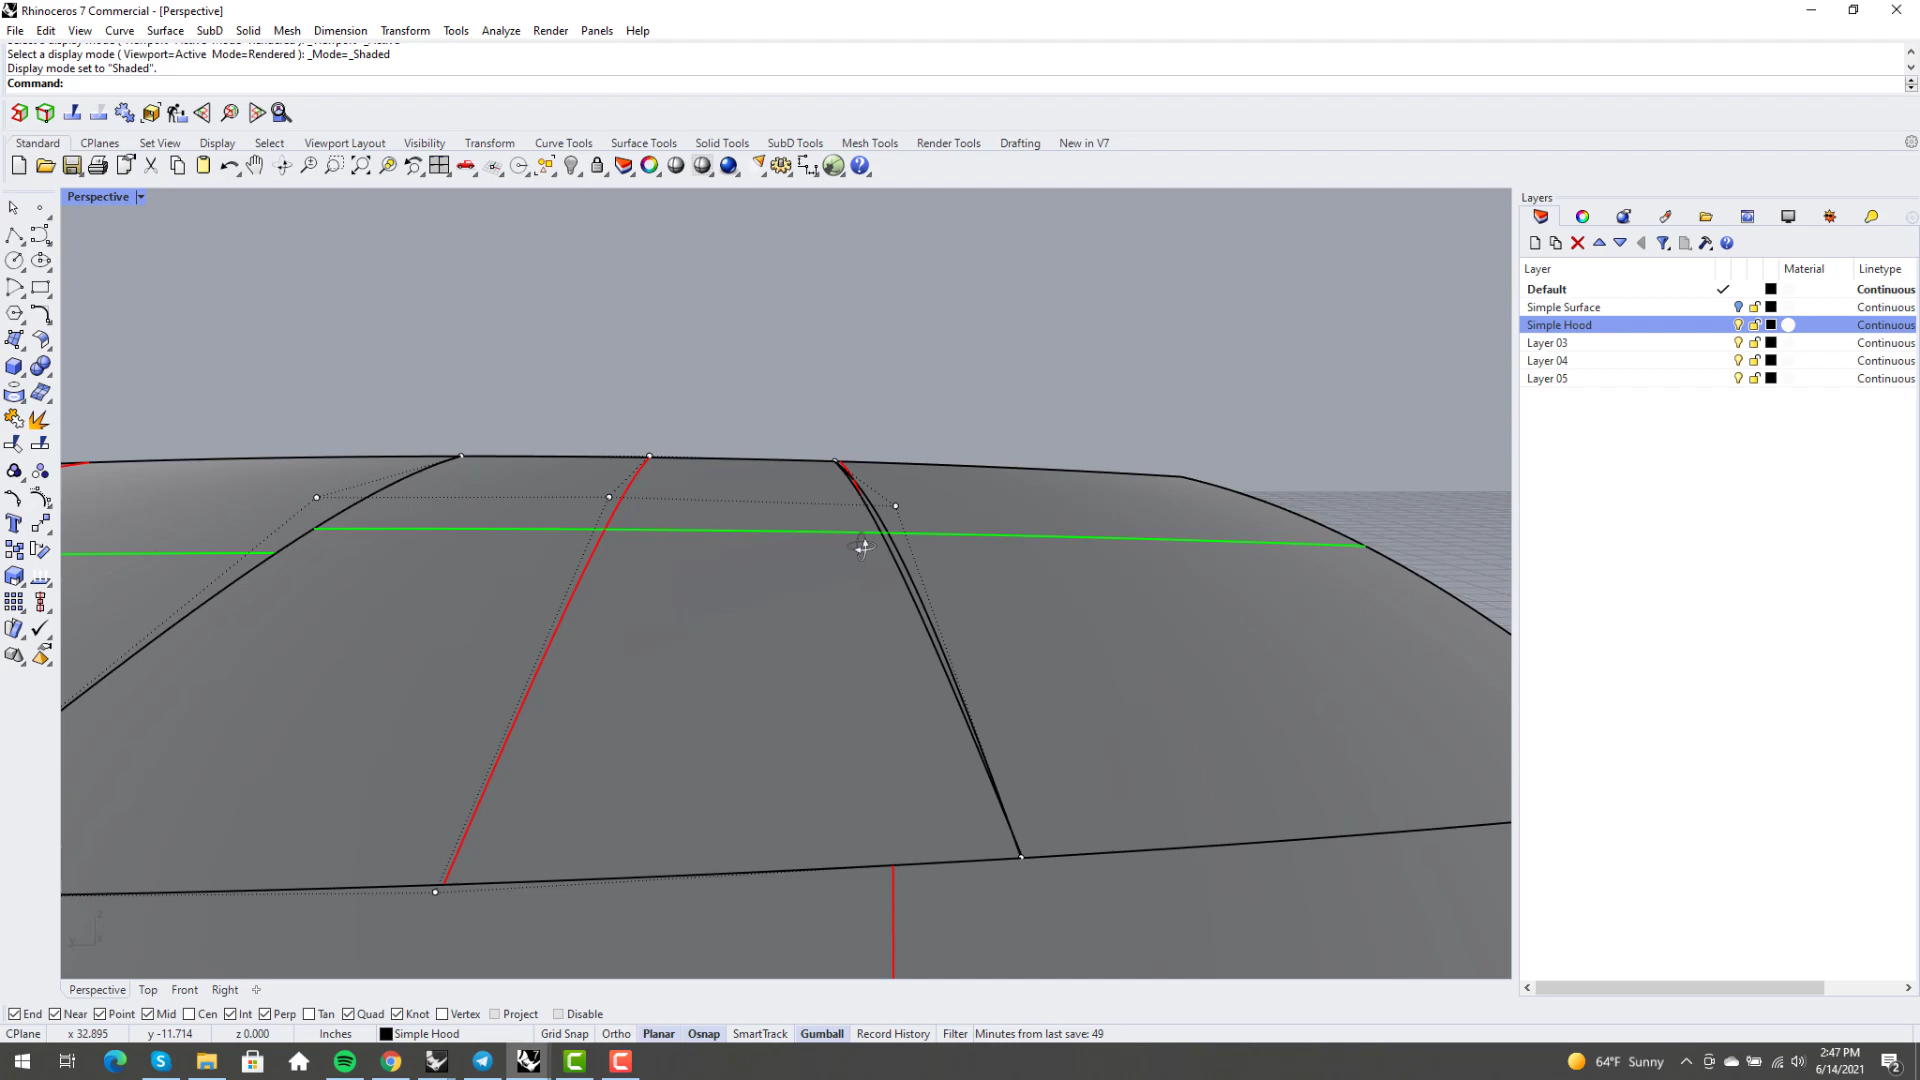 Rhinoceros 7 Commercial - [Perspective]
File Edit View Curve Surface SubD Solid Mesh Dimension Transform Tools Analyze Render Panels Help
Select a display mode ( Viewport=Active Mode=Rendered ): _Mode=_Shaded
Display mode set to "Shaded".
Command:
Standard CPlanes Set View Display Select Viewport Layout Visibility Transform Curve Tools Surface Tools Solid Tools SubD Tools Mesh Tools Render Tools Drafting New in V7
Perspective
Layers
Layer Material Linetype
Default Continuous
Simple Surface Continuous
Simple Hood Continuous
Layer 03 Continuous
Layer 04 Continuous
Layer 05 Continuous
z
y x
Perspective Top Front Right
End Near Point Mid Cen Int Perp Tan Quad Knot Vertex Project Disable
CPlane x 32.895 y -11.714 z 0.000 Inches Simple Hood Grid Snap Ortho Planar Osnap SmartTrack Gumball Record History Filter Minutes from last save: 49
64°F Sunny 2:47 PM
6/14/2021
2